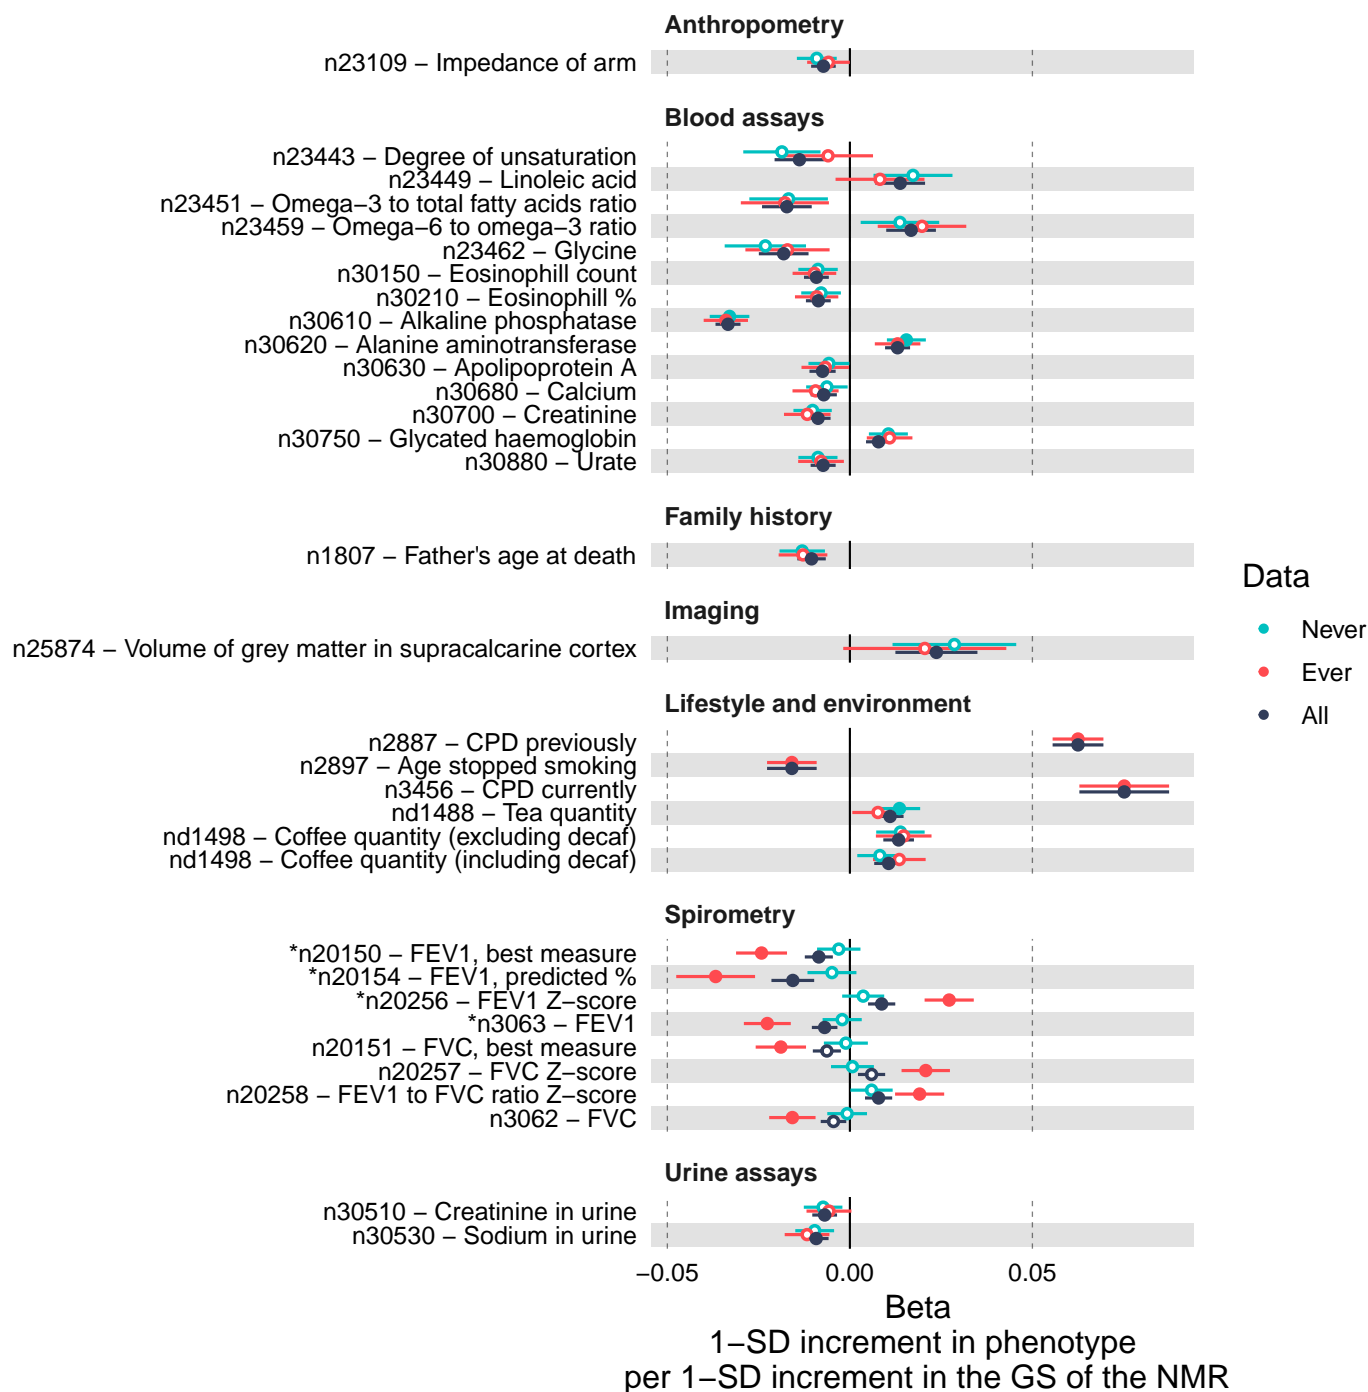 Anthropometry
n23109 – Impedance of arm
Blood assays
n23443 – Degree of unsaturation
n23449 – Linoleic acid
n23451 – Omega−3 to total fatty acids ratio
n23459 – Omega−6 to omega−3 ratio
n23462 – Glycine
n30150 – Eosinophill count
n30210 – Eosinophill %
n30610 – Alkaline phosphatase
n30620 – Alanine aminotransferase
n30630 – Apolipoprotein A
n30680 – Calcium
n30700 – Creatinine
n30750 – Glycated haemoglobin
n30880 – Urate
Family history
n1807 – Father's age at death
Imaging
n25874 – Volume of grey matter in supracalcarine cortex
Lifestyle and environment
n2887 – CPD previously
n2897 – Age stopped smoking
n3456 – CPD currently
nd1488 – Tea quantity
nd1498 – Coffee quantity (excluding decaf)
nd1498 – Coffee quantity (including decaf)
Spirometry
*n20150 – FEV1, best measure
*n20154 – FEV1, predicted %
*n20256 – FEV1 Z−score
*n3063 – FEV1
n20151 – FVC, best measure
n20257 – FVC Z−score
n20258 – FEV1 to FVC ratio Z−score
n3062 – FVC
Urine assays
n30510 – Creatinine in urine
n30530 – Sodium in urine
−0.05 0.00 0.05
Beta
1−SD increment in phenotype
per 1−SD increment in the GS of the NMR
Data
Never
Ever
All